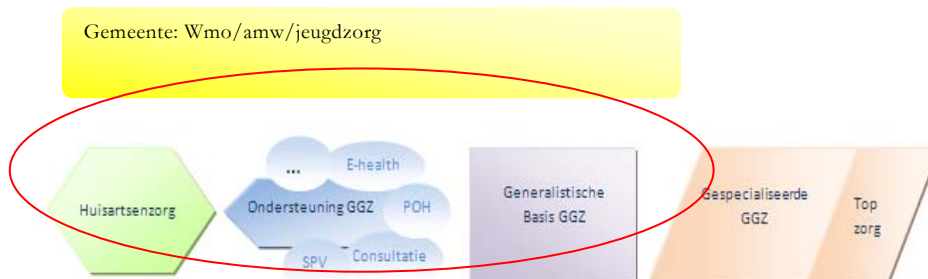 Gemeente: Wmo/amw/jeugdzorg
...
E-health
Huisartsenzorg
Ondersteuning GGZ
POH
SPV
Consultatie
Generalistische
Basis GGZ
Gespecialiseerde
GGZ
Top
zorg